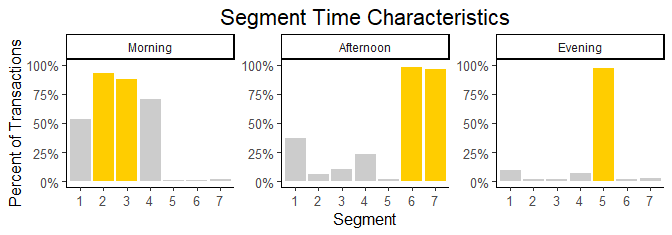 Segment Time Characteristics
Morning
Afternoon
Evening
Percent of Transactions
100%
75%
50%
25%
0%
1 2 3 4 5 6 7
100%
75%
50%
25%
0%
1 2 3 4 5 6 7
100%
75%
50%
25%
0%
1 2 3 4 5 6 7
Segment